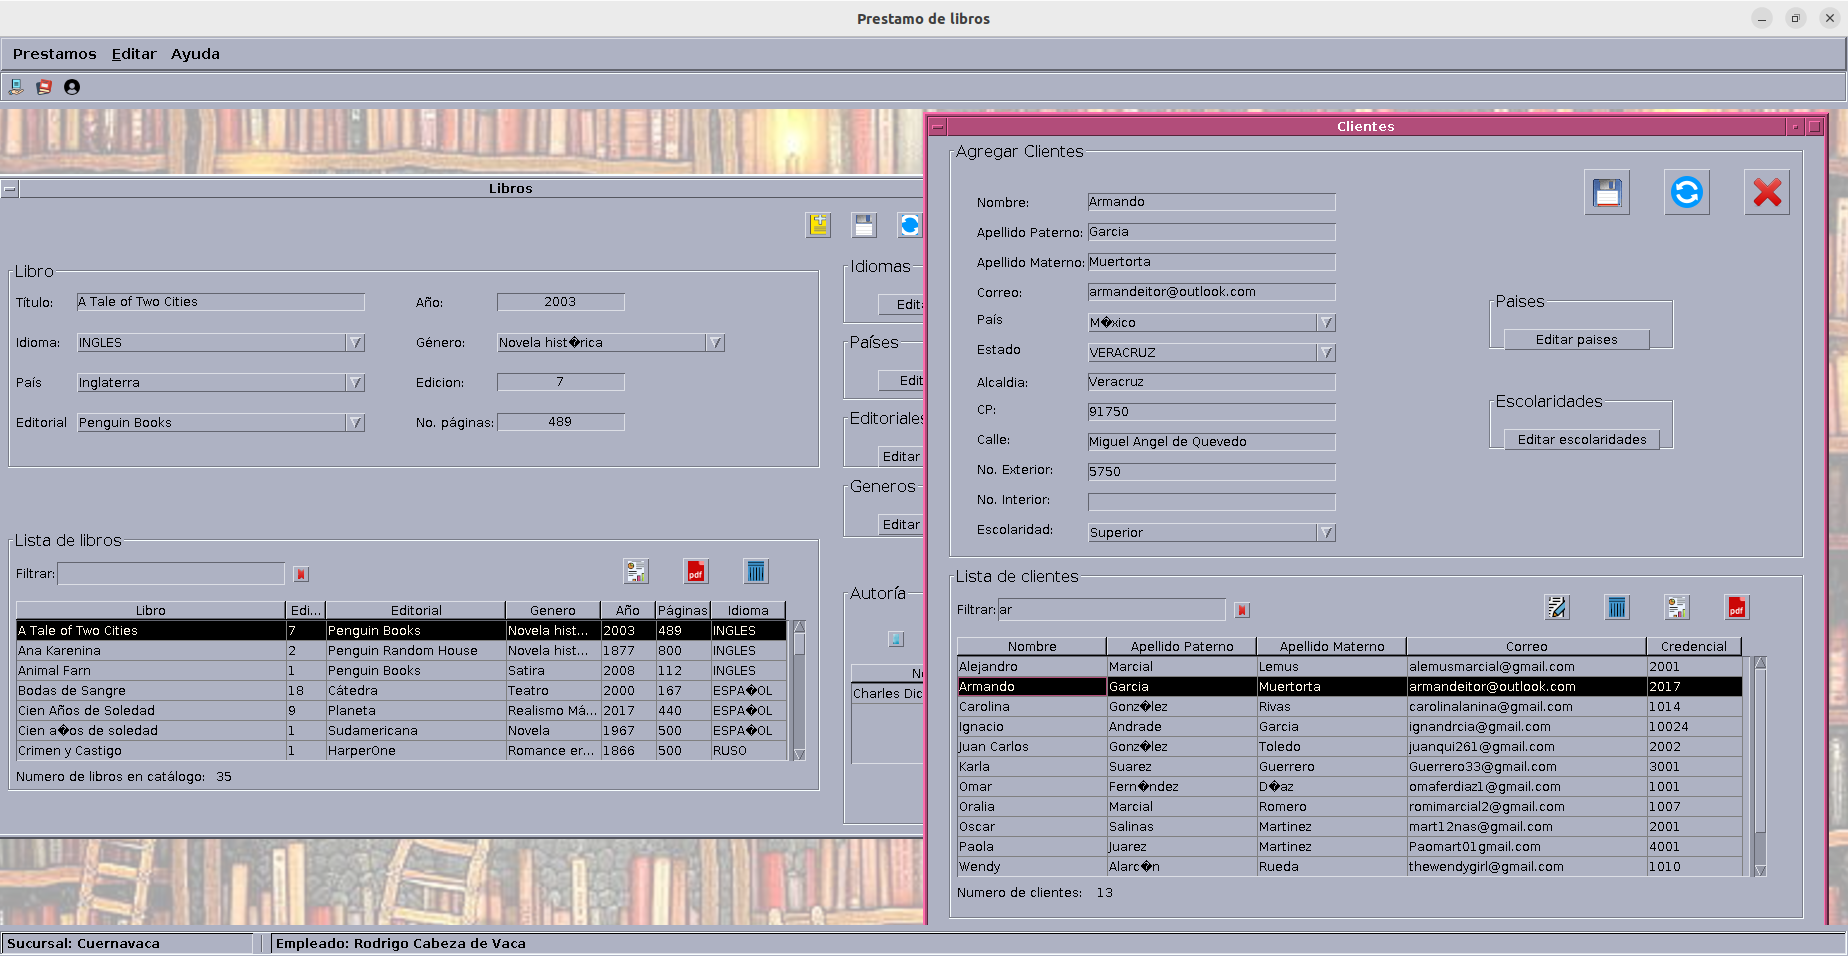 Prestamo de libros
Prestamos Editar Ayuda
Libros
Libro
Título: A Tale of Two Cities Año: 2003
Idioma: INGLES Género: Novela hist�rica
País Inglaterra Edicion: 7
Editorial Penguin Books No. páginas: 489
Idiomas
Países
Edit
Editoriales
Editar
Generos
Editar
Lista de libros
Filtrar:
pdf
Libro Edi... Editorial Genero Año Páginas Idioma
A Tale of Two Cities 7 Penguin Books Novela hist... 2003 489 INGLES
Ana Karenina 2 Penguin Random House Novela hist... 1877 800 INGLES
Animal Farn 1 Penguin Books Satira 2008 112 INGLES
Bodas de Sangre 18 Cátedra Teatro 2000 167 ESPA�OL
Cien Años de Soledad 9 Planeta Realismo Má... 2017 440 ESPA�OL
Cien a�os de soledad 1 Sudamericana Novela 1967 500 ESPA�OL
Crimen y Castigo 1 HarperOne Romance er... 1866 500 RUSO
Numero de libros en catálogo: 35
Autoría
Charles Dic
Clientes
Agregar Clientes
Nombre: Armando
Apellido Paterno: Garcia
Apellido Materno: Muertorta
Correo: armandeitor@outlook.com
País M�xico
Estado VERACRUZ
Alcaldia: Veracruz
CP: 91750
Calle: Miguel Angel de Quevedo
No. Exterior: 5750
No. Interior:
Escolaridad: Superior
Paises
Editar paises
Escolaridades
Editar escolaridades
Lista de clientes
Filtrar: ar
pdf
Nombre Apellido Paterno Apellido Materno Correo Credencial
Alejandro Marcial Lemus alemusmarcial@gmail.com 2001
Armando Garcia Muertorta armandeitor@outlook.com 2017
Carolina Gonz�lez Rivas carolinalanina@gmail.com 1014
Ignacio Andrade Garcia ignandrcia@gmail.com 10024
Juan Carlos Gonz�lez Toledo juanqui261@gmail.com 2002
Karla Suarez Guerrero Guerrero33@gmail.com 3001
Omar Fern�ndez D�az omaferdiaz1@gmail.com 1001
Oralia Marcial Romero romimarcial2@gmail.com 1007
Oscar Salinas Martinez mart12nas@gmail.com 2001
Paola Juarez Martinez Paomart01gmail.com 4001
Wendy Alarc�n Rueda thewendygirl@gmail.com 1010
Numero de clientes: 13
Sucursal: Cuernavaca Empleado: Rodrigo Cabeza de Vaca